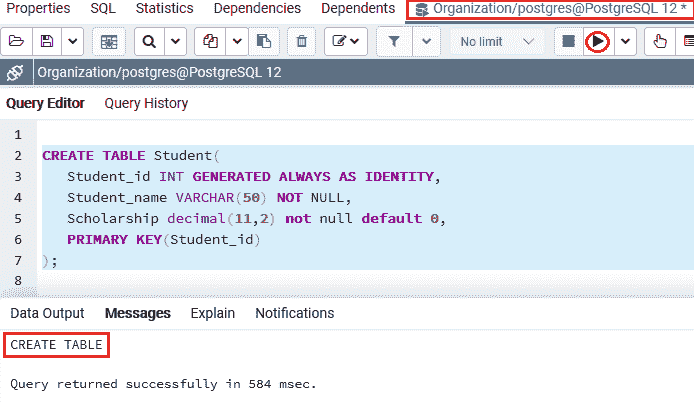 Properties SQL Statistics Dependencies Dependents Organization/postgres@PostgreSQL 12 *
No limit
Organization/postgres@PostgreSQL 12
Query Editor Query History
1
2 CREATE TABLE Student(
3 Student_id INT GENERATED ALWAYS AS IDENTITY,
4 Student_name VARCHAR(50) NOT NULL,
5 Scholarship decimal(11,2) not null default 0,
6 PRIMARY KEY(Student_id)
7 );
8
Data Output Messages Explain Notifications
CREATE TABLE
Query returned successfully in 584 msec.